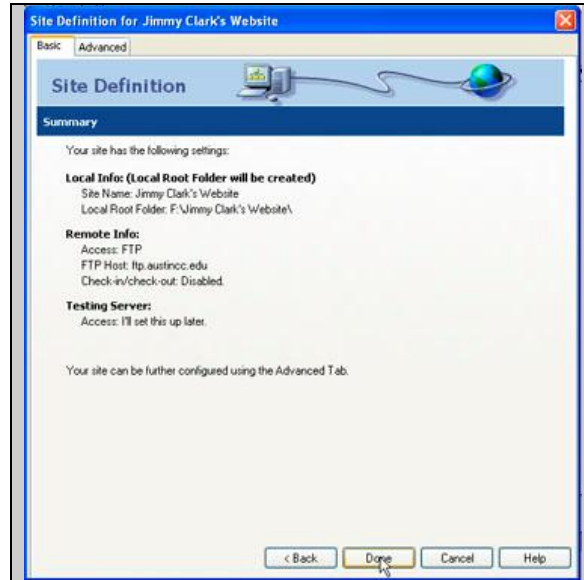 Site Definition for Jimmy Clark's Website
Basic Advanced
Site Definition
Summary
Your site has the following settings:
Local Info: (Local Root Folder will be created)
Site Name: Jimmy Clark's Website
Local Root Folder: F:\Jimmy Clark's Website\
Remote Info:
Access: FTP
FTP Host: ftp.austincc.edu
Check-in/check-out: Disabled.
Testing Server:
Access: I'll set this up later.
Your site can be further configured using the Advanced Tab.
< Back Done Cancel Help